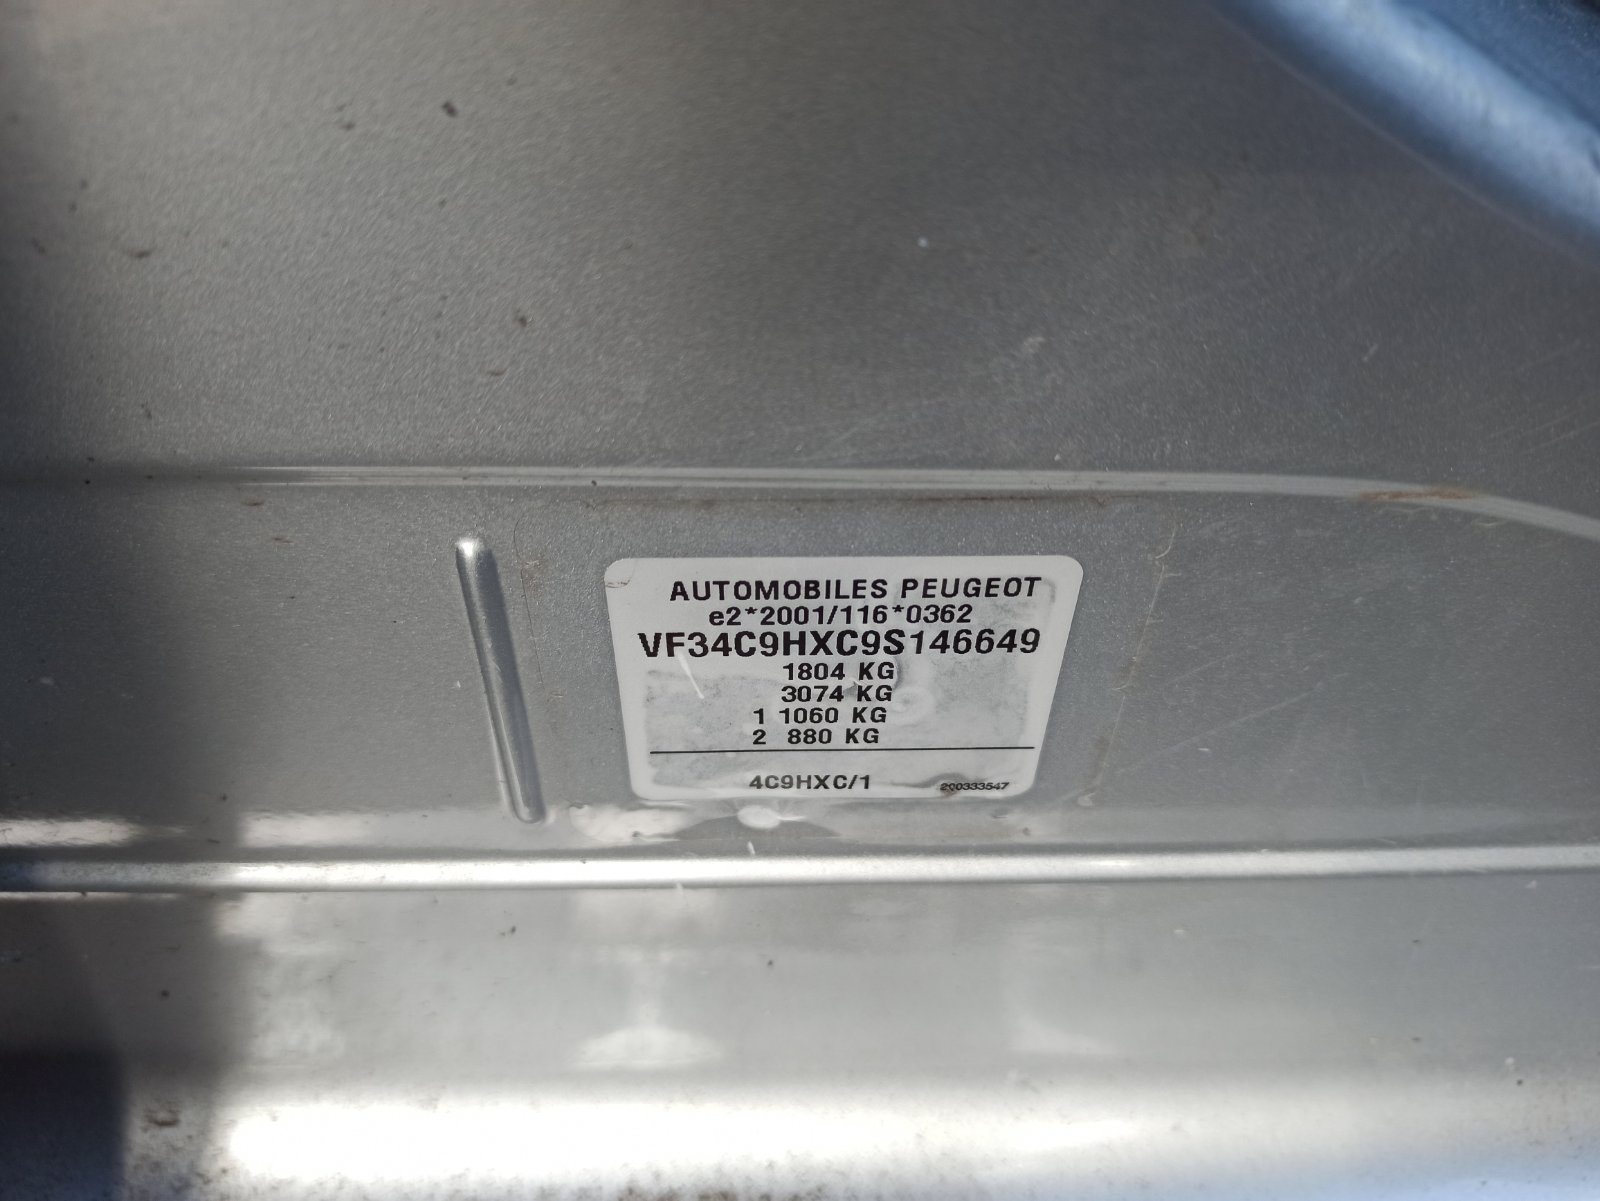 AUTOMOBILES PEUGEOT
e2*2001/116*0362
VF34C9HXC9S146649
1804 KG
3074 KG
1 1060 KG
2 880 KG
4C9HXC/1
200333547